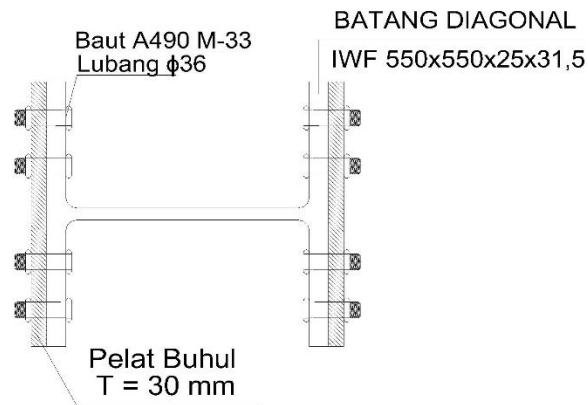 BATANG DIAGONAL
Baut A490 M-33
Lubang ϕ36
IWF 550x550x25x31,5
Pelat Buhul
T = 30 mm